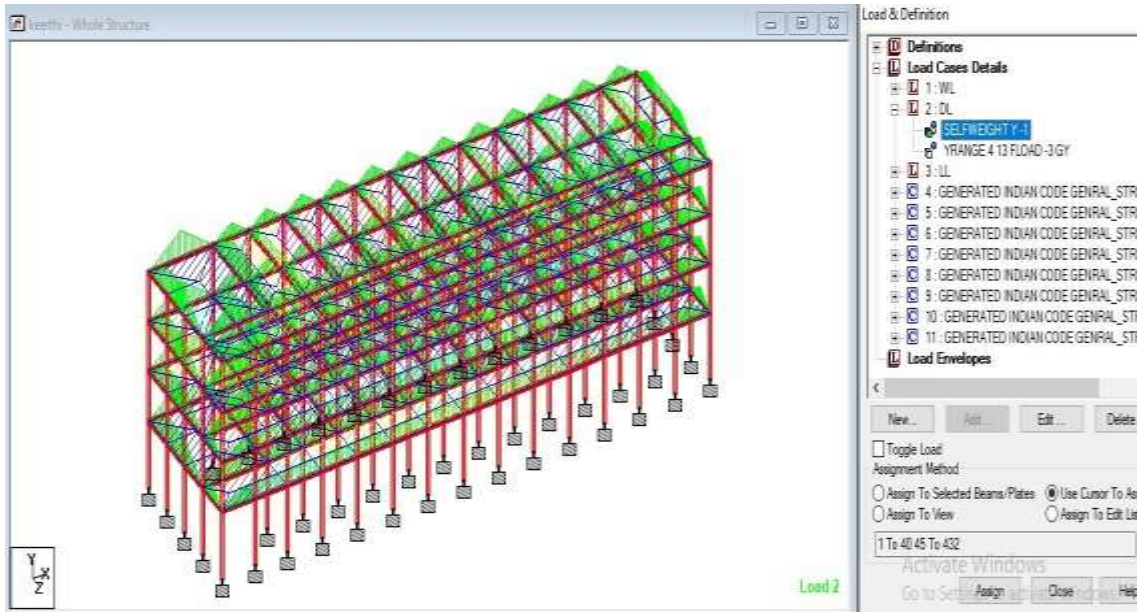 keerthi - Whole Structure
Load & Definition
Definitions
Load Cases Details
1 : WL
2 : DL
SELFWEIGHT Y -1
YRANGE 4 13 FLOAD -3 GY
3 : LL
4 : GENERATED INDIAN CODE GENRAL_STR
5 : GENERATED INDIAN CODE GENRAL_STR
6 : GENERATED INDIAN CODE GENRAL_STR
7 : GENERATED INDIAN CODE GENRAL_STR
8 : GENERATED INDIAN CODE GENRAL_STR
9 : GENERATED INDIAN CODE GENRAL_STR
10 : GENERATED INDIAN CODE GENRAL_STR
11 : GENERATED INDIAN CODE GENRAL_STR
Load Envelopes
New... Add... Edit ... Delete
Toggle Load
Assignment Method
Assign To Selected Beams/Plates Use Cursor To As
Assign To View Assign To Edit Lis
1 To 40 45 To 432
Activate Windows
Go to Assign Close Help
Y
X
Z
Load 2